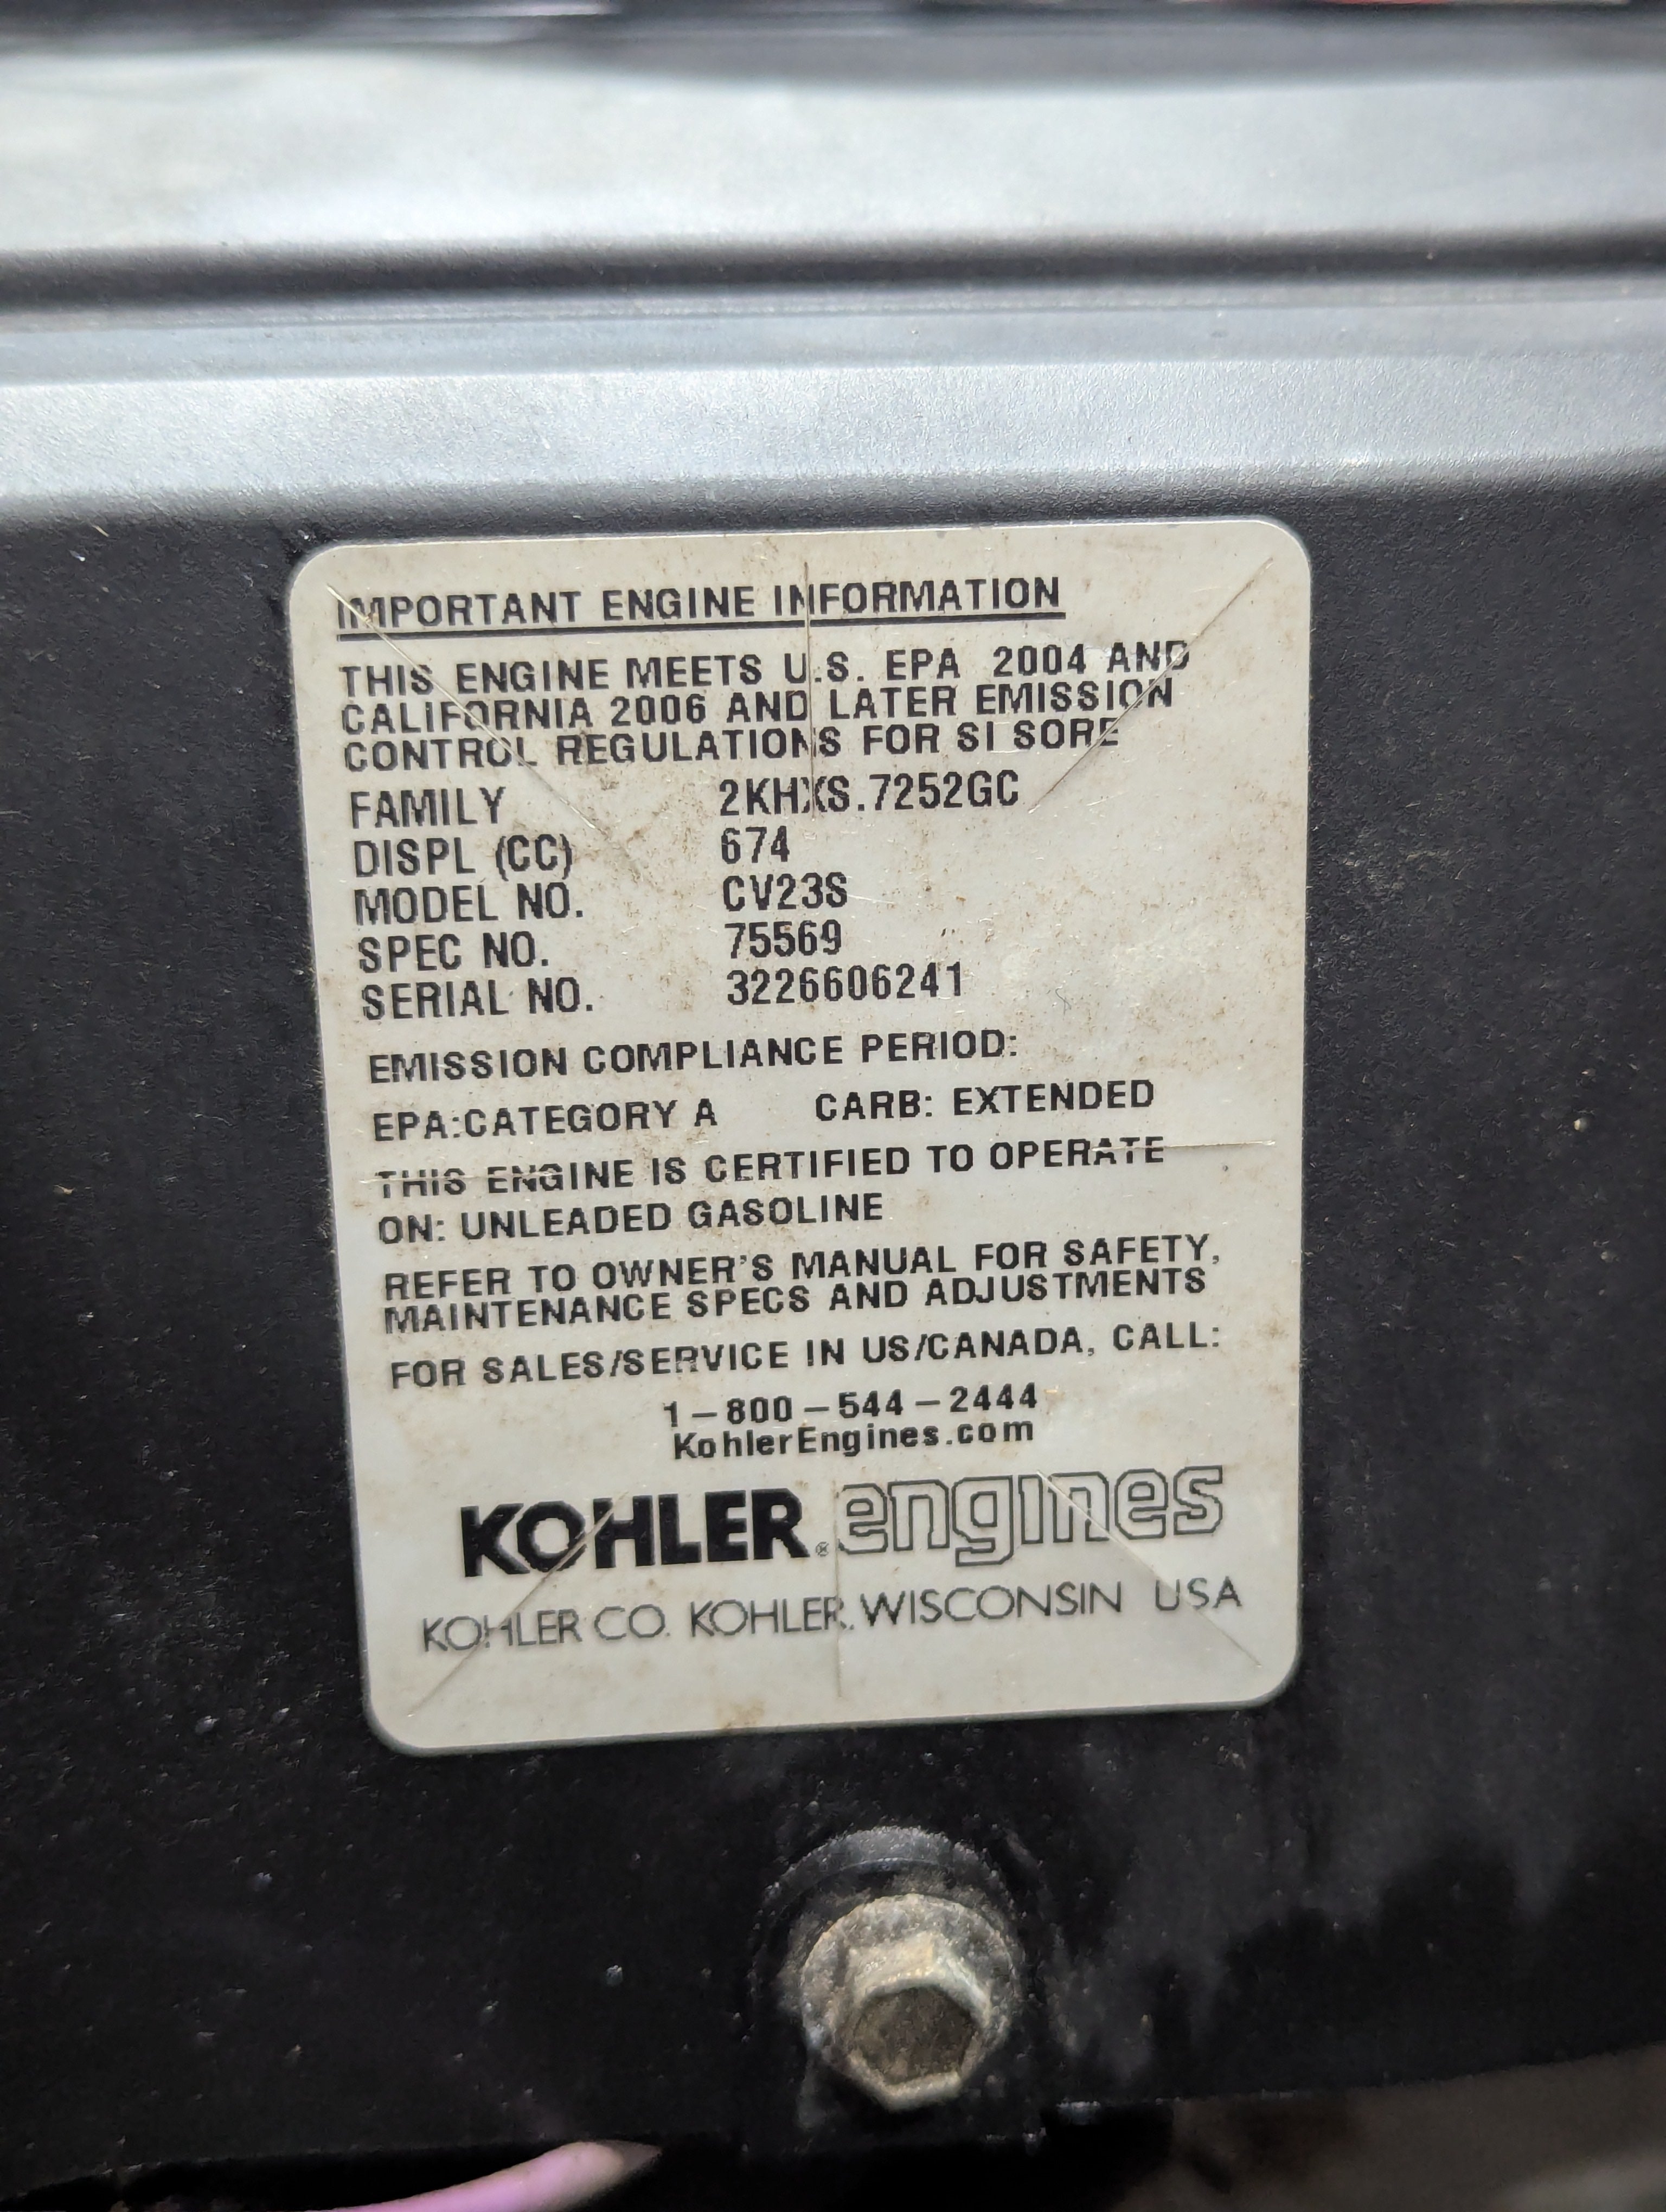 IMPORTANT ENGINE INFORMATION
THIS ENGINE MEETS U.S. EPA 2004 AND
CALIFORNIA 2006 AND LATER EMISSION
CONTROL REGULATIONS FOR SI SORE
FAMILY 2KHXS.7252GC
DISPL (CC) 674
MODEL NO. CV23S
SPEC NO. 75569
SERIAL NO. 3226606241
EMISSION COMPLIANCE PERIOD:
EPA:CATEGORY A CARB: EXTENDED
THIS ENGINE IS CERTIFIED TO OPERATE
ON: UNLEADED GASOLINE
REFER TO OWNER'S MANUAL FOR SAFETY,
MAINTENANCE SPECS AND ADJUSTMENTS
FOR SALES/SERVICE IN US/CANADA, CALL:
1-800-544-2444
KohlerEngines.com
KOHLER® engines
KOHLER CO. KOHLER, WISCONSIN USA